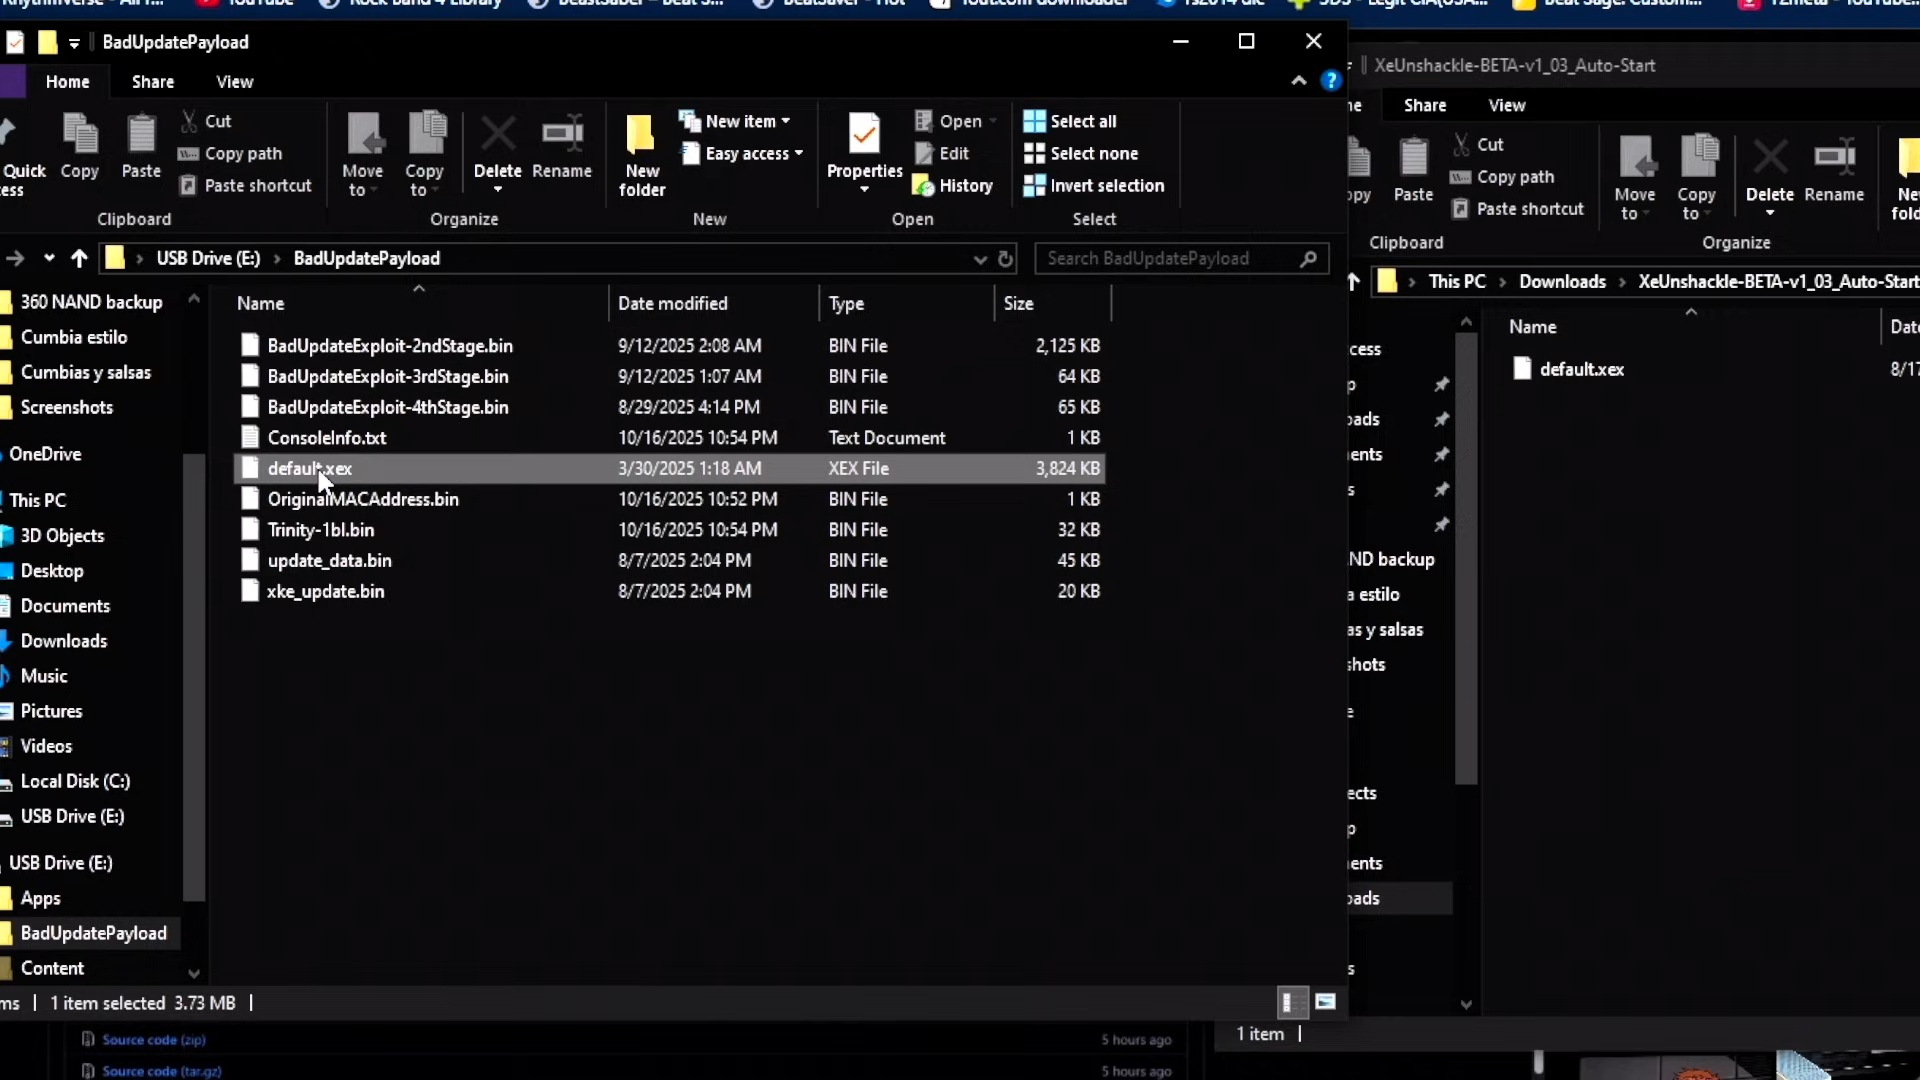 BadUpdatePayload
Home Share View
Cut
Copy path
Paste shortcut
Copy Paste
Quick
Clipboard
Move to
Copy to
Delete
Rename
Organize
New folder
New item
Easy access
New
Properties
Open
Edit
History
Open
Select all
Select none
Invert selection
Select
USB Drive (E:) > BadUpdatePayload
Search BadUpdatePayload
360 NAND backup
Cumbia estilo
Cumbias y salsas
Screenshots
OneDrive
This PC
3D Objects
Desktop
Documents
Downloads
Music
Pictures
Videos
Local Disk (C:)
USB Drive (E:)
USB Drive (E:)
Apps
BadUpdatePayload
Content
Name Date modified Type Size
BadUpdateExploit-2ndStage.bin 9/12/2025 2:08 AM BIN File 2,125 KB
BadUpdateExploit-3rdStage.bin 9/12/2025 1:07 AM BIN File 64 KB
BadUpdateExploit-4thStage.bin 8/29/2025 4:14 PM BIN File 65 KB
ConsoleInfo.txt 10/16/2025 10:54 PM Text Document 1 KB
default.xex 3/30/2025 1:18 AM XEX File 3,824 KB
OriginalMACAddress.bin 10/16/2025 10:52 PM BIN File 1 KB
Trinity-1bl.bin 10/16/2025 10:54 PM BIN File 32 KB
update_data.bin 8/7/2025 2:04 PM BIN File 45 KB
xke_update.bin 8/7/2025 2:04 PM BIN File 20 KB
1 item selected 3.73 MB
Source code (zip) 5 hours ago
Source code (tar.gz) 5 hours ago
XeUnshackle-BETA-v1_03_Auto-Start
Share View
Cut
Copy path
Paste shortcut
Paste
Clipboard
Move to
Copy to
Delete
Rename
Organize
This PC > Downloads > XeUnshackle-BETA-v1_03_Auto-Start
Name
default.xex
1 item